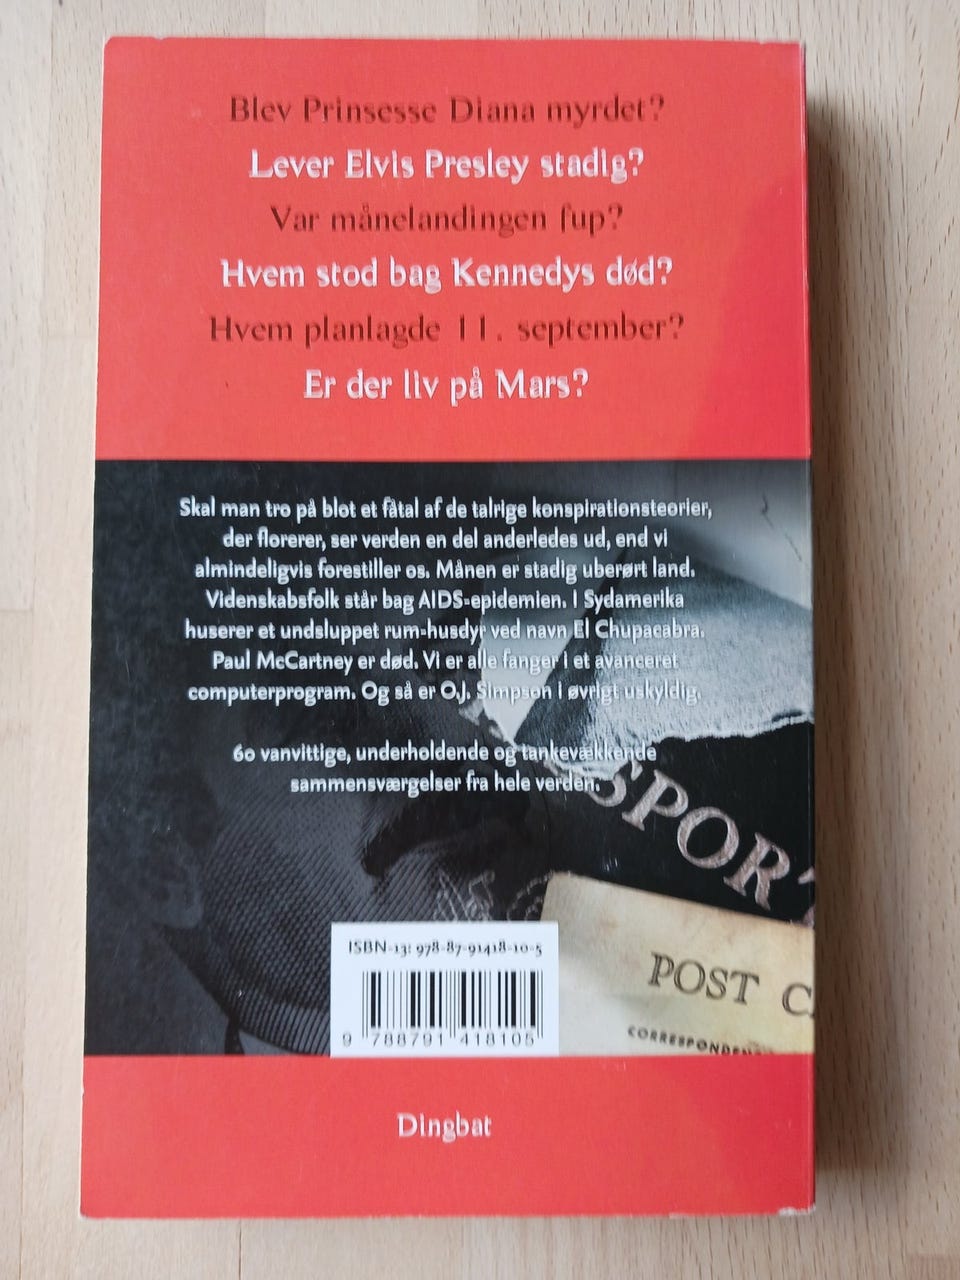 Blev Prinsesse Diana myrdet?
Lever Elvis Presley stadig?
Var månelandingen fup?
Hvem stod bag Kennedys død?
Hvem planlagde 11. september?
Er der liv på Mars?
Skal man tro på blot et fåtal af de talrige konspirationsteorier,
der florerer, ser verden en del anderledes ud, end vi
almindeligvis forestiller os. Månen er stadig uberørt land.
Videnskabsfolk står bag AIDS-epidemien. I Sydamerika
huserer et undsluppet rum-husdyr ved navn El Chupacabra.
Paul McCartney er død. Vi er alle fanger i et avanceret
computerprogram. Og så er O.J. Simpson i øvrigt uskyldig.
60 vanvittige, underholdende og tankevækkende
sammensværgelser fra hele verden.
SPORT
POST C
CORRESPONDEN
ISBN-13: 978-87-91418-10-5
9 788791 418105
Dingbat